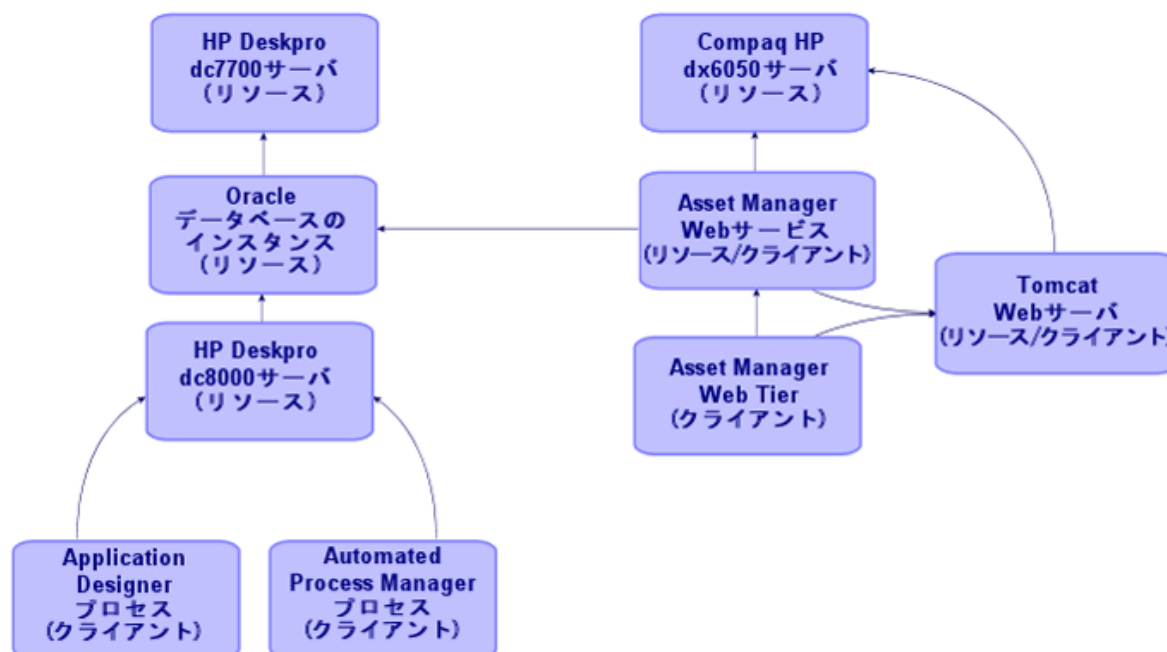 HP Deskpro
dc7700サーバ
(リソース)
Compaq HP
dx6050サーバ
(リソース)
Oracle
データベースの
インスタンス
(リソース)
Asset Manager
Webサービス
(リソース/クライアント)
Tomcat
Webサーバ
(リソース/クライアント)
HP Deskpro
dc8000サーバ
(リソース)
Asset Manager
Web Tier
(クライアント)
Application
Designer
プロセス
(クライアント)
Automated
Process Manager
プロセス
(クライアント)